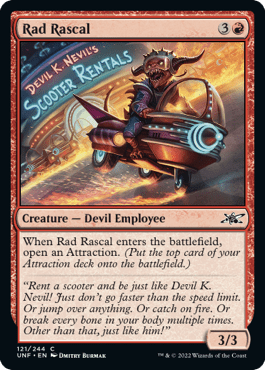 Rad Rascal 3
DEVIL K. NEVIL'S
SCOOTER RENTALS
Creature — Devil Employee
When Rad Rascal enters the battlefield,
open an Attraction. (Put the top card of your
Attraction deck onto the battlefield.)
"Rent a scooter and be just like Devil K.
Nevil! Just don't go faster than the speed limit.
Or jump over anything. Or catch on fire. Or
break every bone in your body multiple times.
Other than that, just like him!"
3/3
121/244 C
UNF • EN Dmitry Burmak
™ & © 2022 Wizards of the Coast